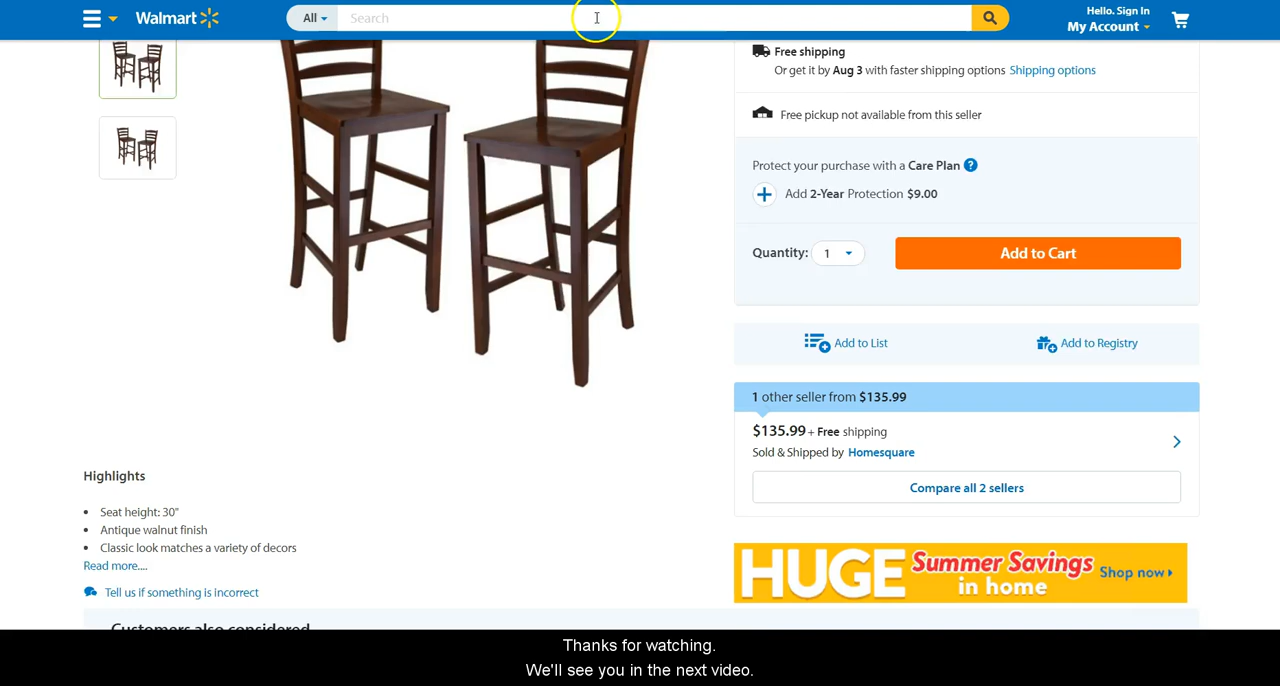 Walmart
All
Search
Hello. Sign In
My Account
Free shipping
Or get it by Aug 3 with faster shipping options Shipping options
Free pickup not available from this seller
Protect your purchase with a Care Plan ?
Add 2-Year Protection $9.00
Quantity: 1
Add to Cart
Add to List
Add to Registry
1 other seller from $135.99
$135.99 + Free shipping
Sold & Shipped by Homesquare
Compare all 2 sellers
Highlights
Seat height: 30"
Antique walnut finish
Classic look matches a variety of decors
Read more....
Tell us if something is incorrect
HUGE Summer Savings in home Shop now
Customers also considered
Thanks for watching.
We'll see you in the next video.